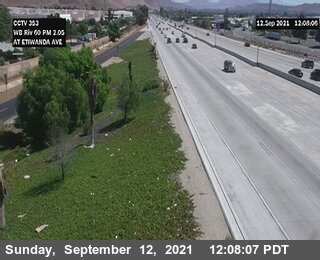 CCTV 353
WB Riv 60 PM 2.05
AT ETIWANDA AVE
12.Sep 2021 12:08:06
Sunday, September 12, 2021 12:08:07 PDT